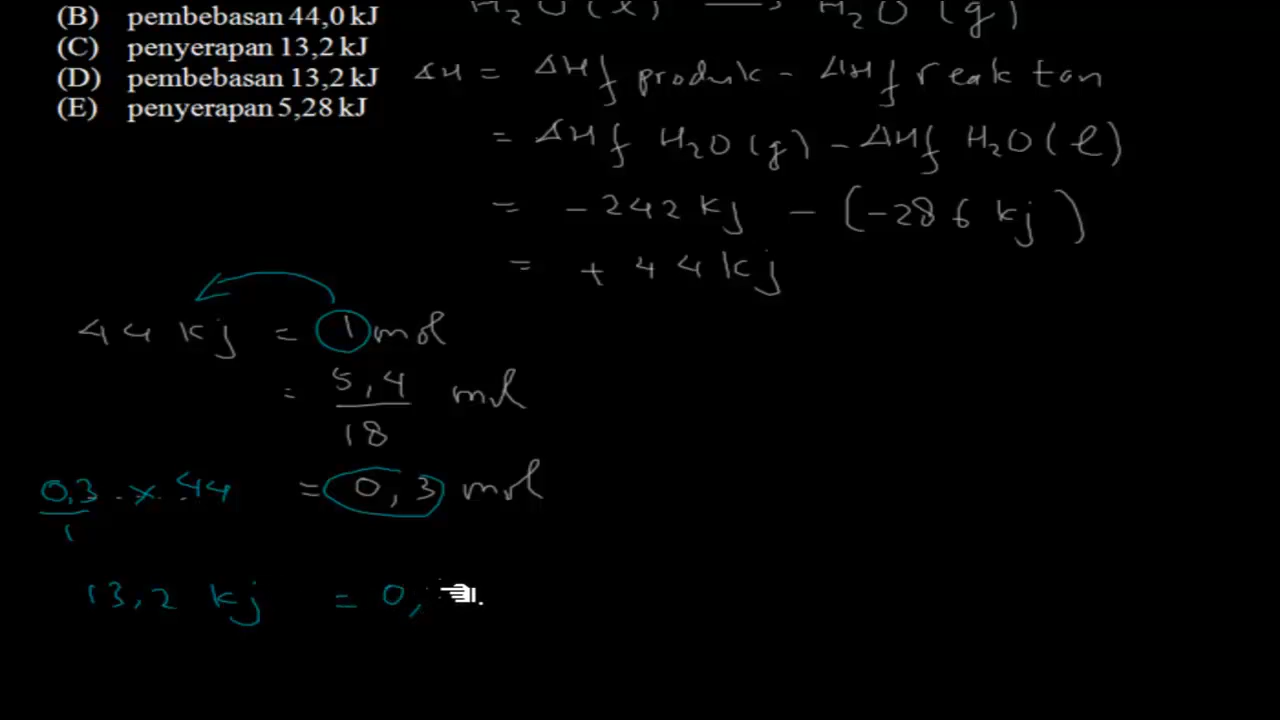 (B) pembebasan 44,0 kJ
(C) penyerapan 13,2 kJ
(D) pembebasan 13,2 kJ
(E) penyerapan 5,28 kJ
H₂O(l) → H₂O(g)
ΔH = ΔHf produk - ΔHf reaktan
= ΔHf H₂O(g) - ΔHf H₂O(l)
= -242 kj - (-286 kj)
= + 44 kj
44 kj = 1 mol
= 5,4/18 mol
0,3/1 x 44 = 0,3 mol
13,2 kj = 0,